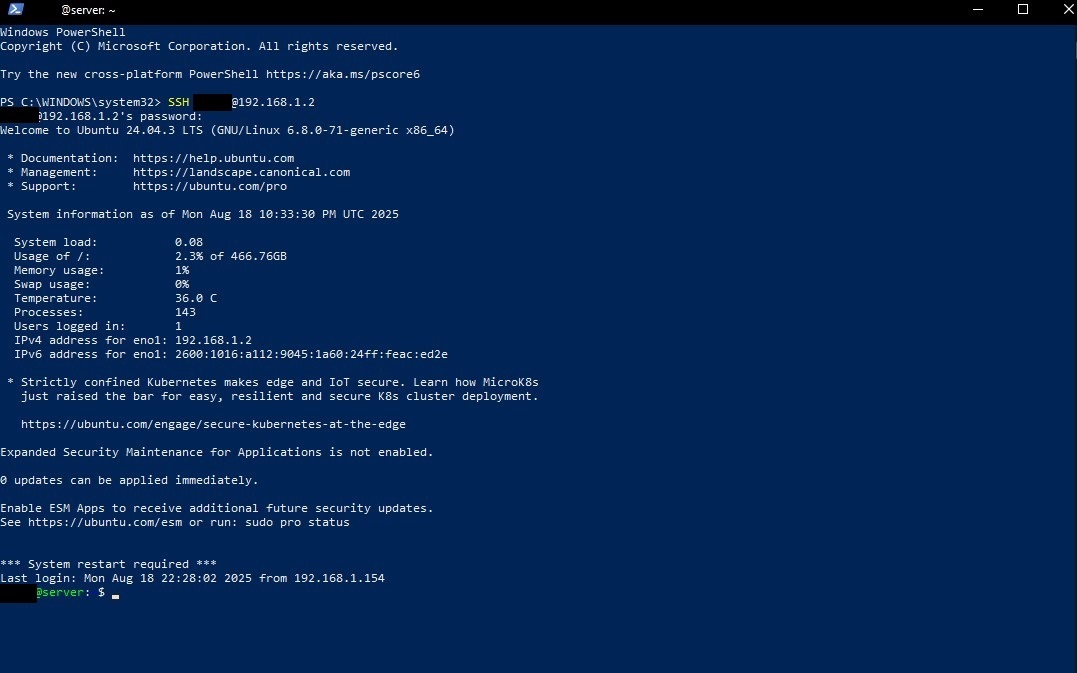 @server: ~
Windows PowerShell
Copyright (C) Microsoft Corporation. All rights reserved.
Try the new cross-platform PowerShell https://aka.ms/pscore6
PS C:\WINDOWS\system32> SSH @192.168.1.2
@192.168.1.2's password:
Welcome to Ubuntu 24.04.3 LTS (GNU/Linux 6.8.0-71-generic x86_64)
* Documentation: https://help.ubuntu.com
* Management: https://landscape.canonical.com
* Support: https://ubuntu.com/pro
System information as of Mon Aug 18 10:33:30 PM UTC 2025
System load: 0.08
Usage of /: 2.3% of 466.76GB
Memory usage: 1%
Swap usage: 0%
Temperature: 36.0 C
Processes: 143
Users logged in: 1
IPv4 address for eno1: 192.168.1.2
IPv6 address for eno1: 2600:1016:a112:9045:1a60:24ff:feac:ed2e
* Strictly confined Kubernetes makes edge and IoT secure. Learn how MicroK8s
just raised the bar for easy, resilient and secure K8s cluster deployment.
https://ubuntu.com/engage/secure-kubernetes-at-the-edge
Expanded Security Maintenance for Applications is not enabled.
0 updates can be applied immediately.
Enable ESM Apps to receive additional future security updates.
See https://ubuntu.com/esm or run: sudo pro status
*** System restart required ***
Last login: Mon Aug 18 22:28:02 2025 from 192.168.1.154
@server: $